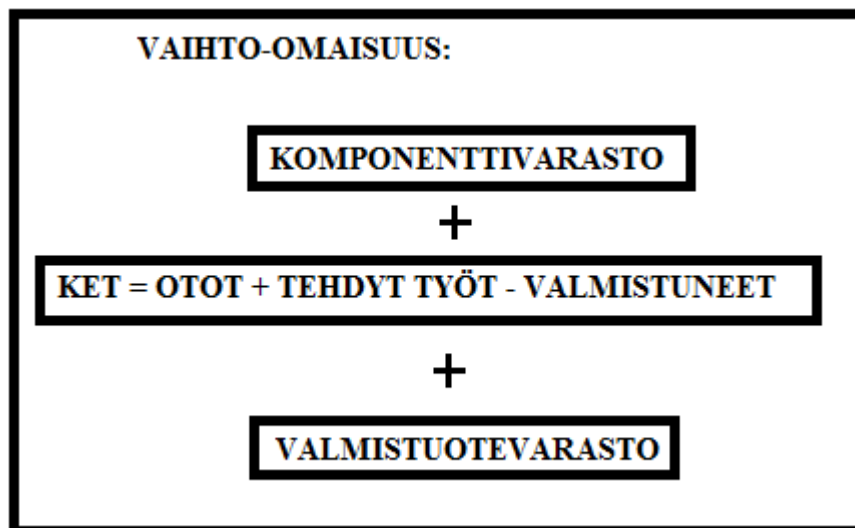 VAIHTO-OMAISUUS:
KOMPONENTTIVARASTO
+
KET = OTOT + TEHDYT TYÖT - VALMISTUNEET
+
VALMISTUOTEVARASTO